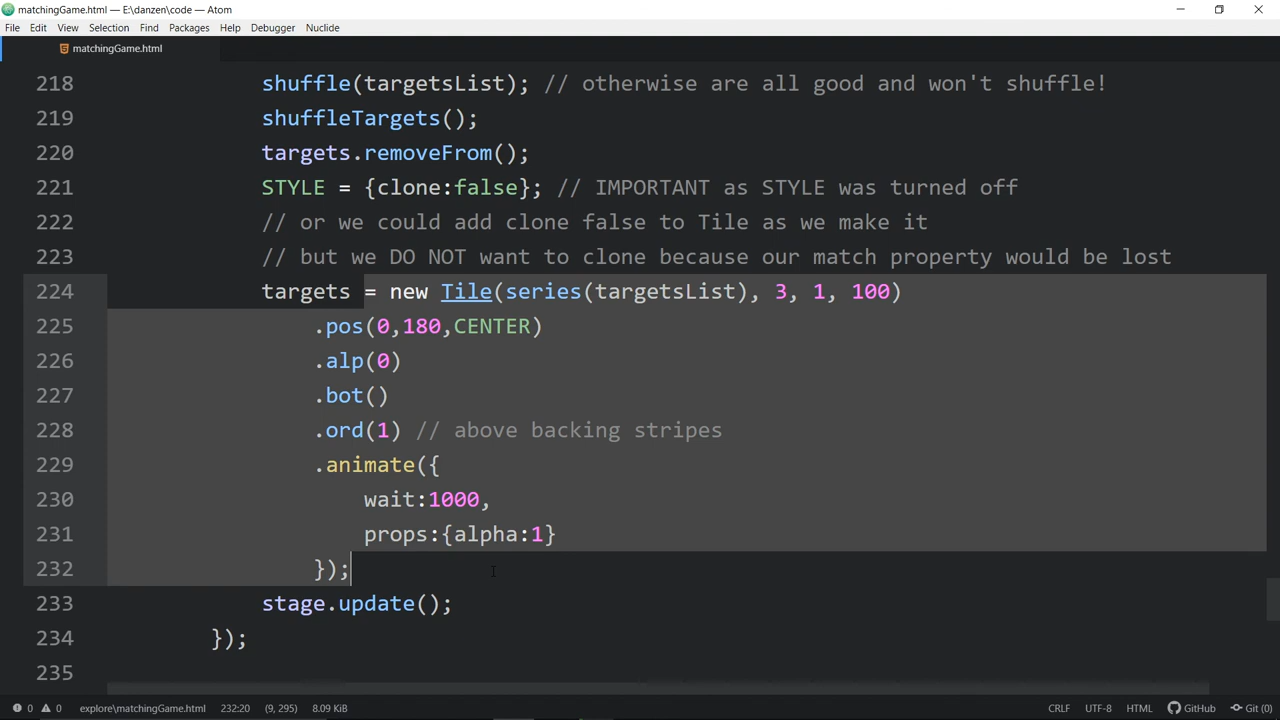 matchingGame.html — E:\danzen\code — Atom
File Edit View Selection Find Packages Help Debugger Nuclide
matchingGame.html
218 shuffle(targetsList); // otherwise are all good and won't shuffle!
219 shuffleTargets();
220 targets.removeFrom();
221 STYLE = {clone:false}; // IMPORTANT as STYLE was turned off
222 // or we could add clone false to Tile as we make it
223 // but we DO NOT want to clone because our match property would be lost
224 targets = new Tile(series(targetsList), 3, 1, 100)
225 .pos(0,180,CENTER)
226 .alp(0)
227 .bot()
228 .ord(1) // above backing stripes
229 .animate({
230 wait:1000,
231 props:{alpha:1}
232 });
233 stage.update();
234 });
235
0 0 explore\matchingGame.html 232:20 (9, 295) 8.09 KiB CRLF UTF-8 HTML GitHub Git (0)